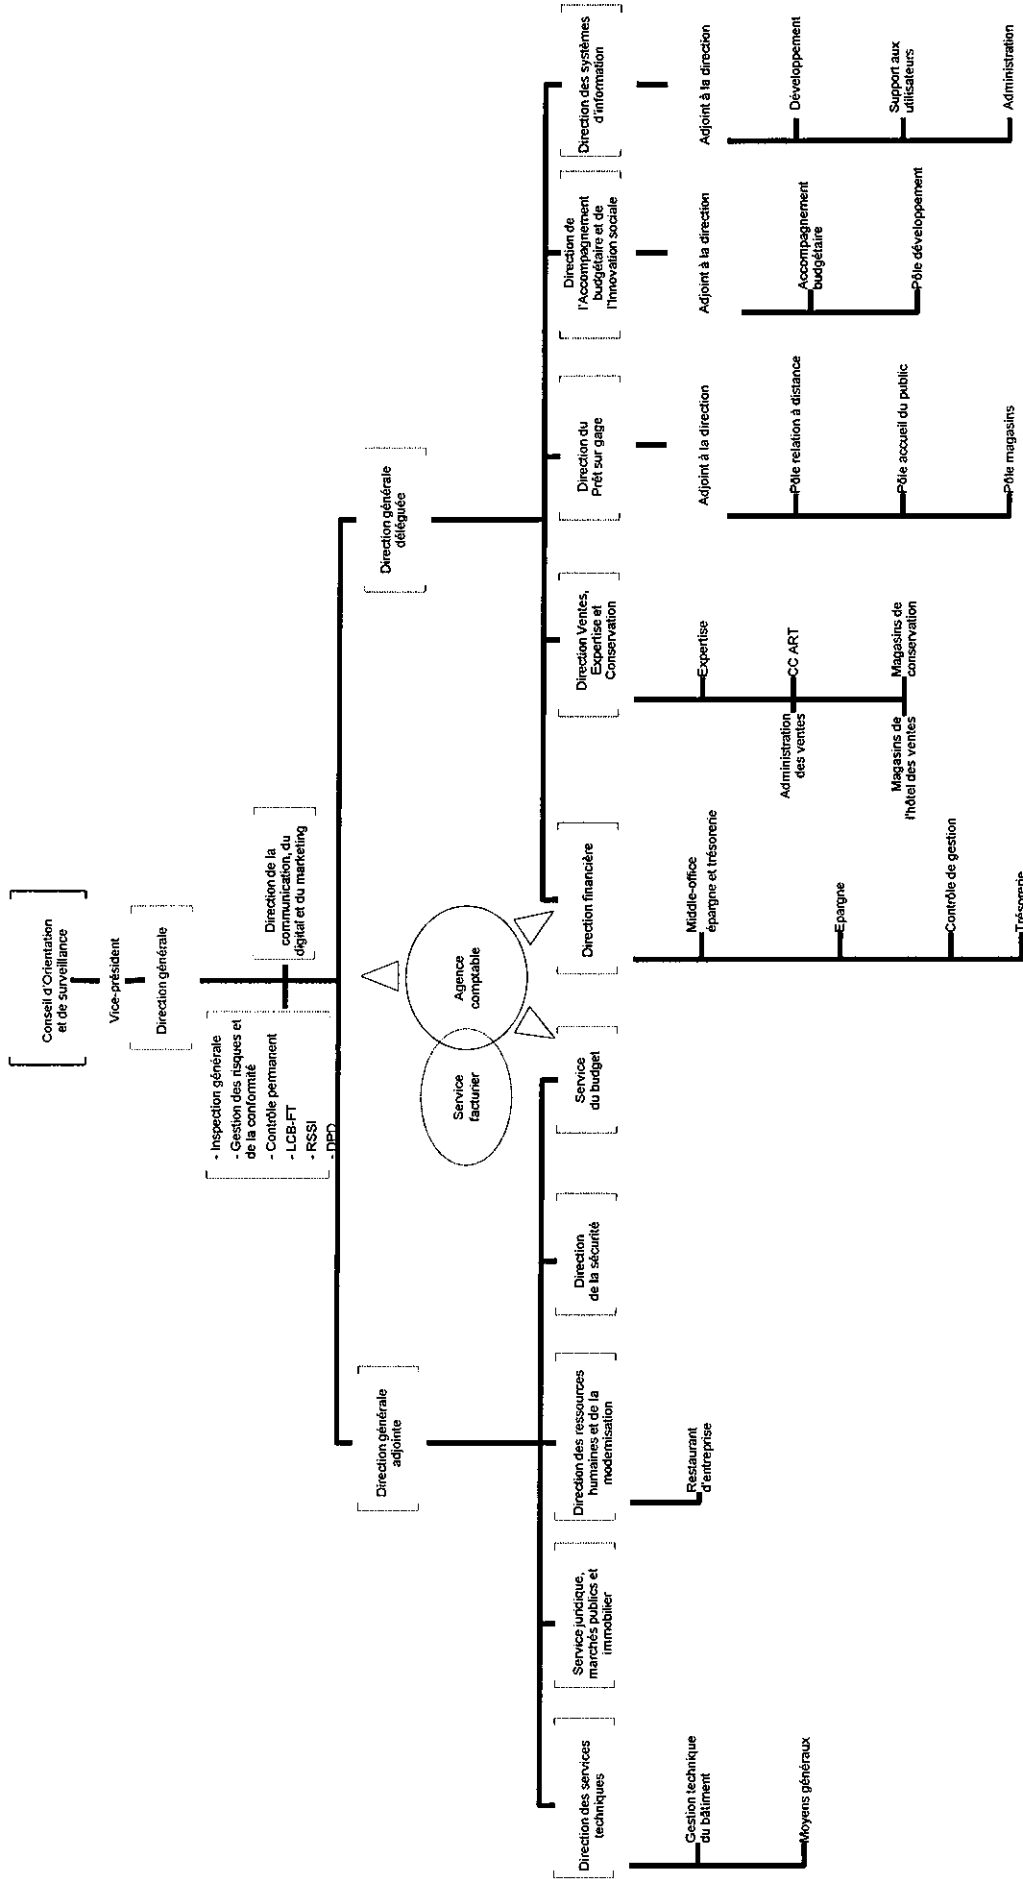 Conseil d'Orientation
et de surveillance
Vice-président
Direction générale
- Inspection générale
- Gestion des risques et
de la conformité
- Contrôle permanent
- LCB-FT
- RSSI
- DPD
Direction de la
comunication, du
digital et du marketing
Direction générale
adjointe
Direction générale
déléguée
Service
facturier
Agence
comptable
Direction des services
techniques
Gestion technique
du bâtiment
Moyens généraux
Service juridique,
marchés publics et
immobilier
Direction des ressources
humaines et de la
modernisation
Restaurant
d'entreprise
Direction
de la sécurité
Service
du budget
Direction financière
Middle-office
épargne et trésorerie
Epargne
Contrôle de gestion
Trésorerie
Direction Ventes,
Expertise et
Conservation
Expertise
Administration
des ventes
CC ART
Magasins de
l'hôtel des ventes
Magasins de
conservation
Direction du
Prêt sur gage
Adjoint à la direction
Pôle relation à distance
Pôle accueil du public
Pôle magasins
Direction de
l'Accompagnement
budgétaire et de
l'Innovation sociale
Adjoint à la direction
Accompagnement
budgétaire
Pôle développement
Direction des systèmes
d'information
Adjoint à la direction
Développement
Support aux
utilisateurs
Administration